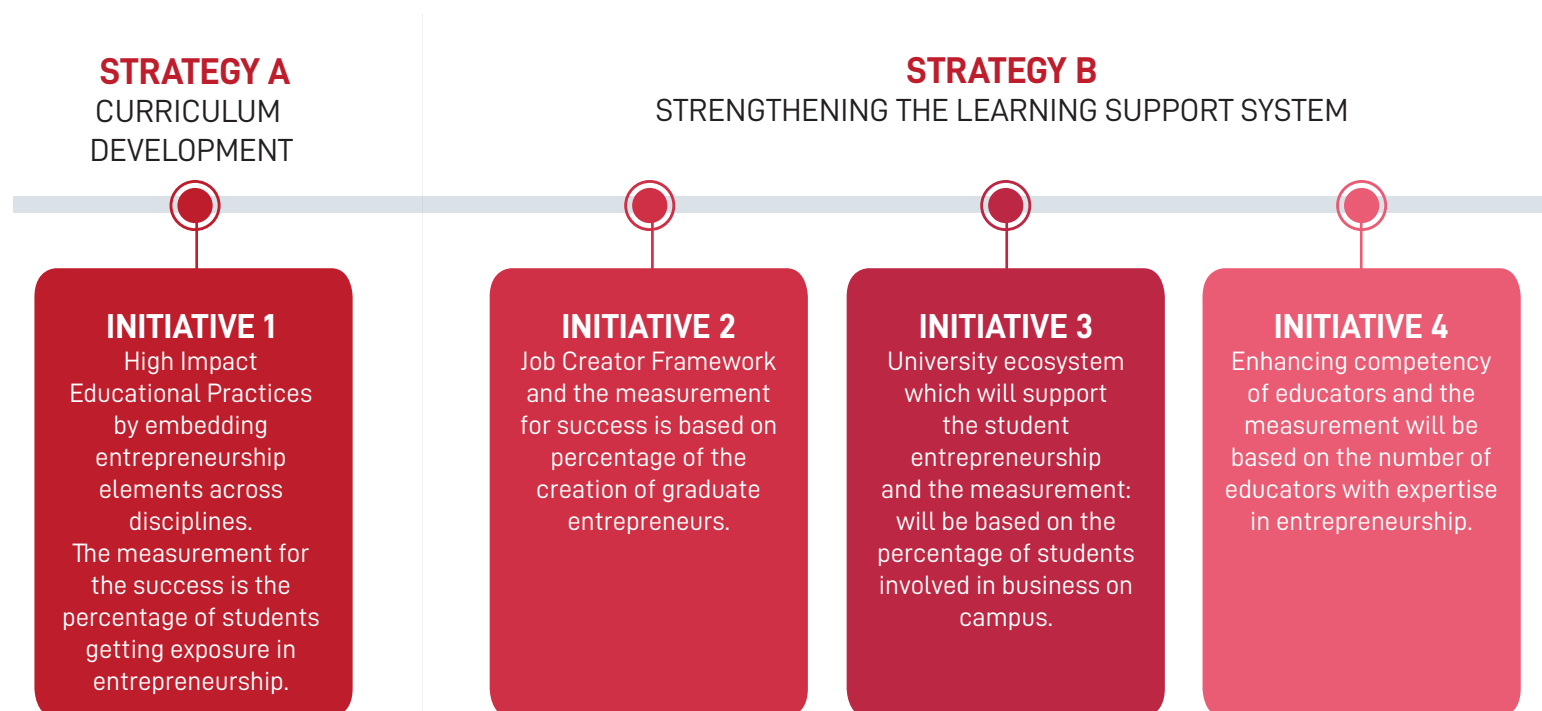 STRATEGY A
CURRICULUM
DEVELOPMENT
STRATEGY B
STRENGTHENING THE LEARNING SUPPORT SYSTEM
INITIATIVE 1
High Impact
Educational Practices
by embedding
entrepreneurship
elements across
disciplines.
The measurement for
the success is the
percentage of students
getting exposure in
entrepreneurship.
INITIATIVE 2
Job Creator Framework
and the measurement
for success is based on
percentage of the
creation of graduate
entrepreneurs.
INITIATIVE 3
University ecosystem
which will support
the student
entrepreneurship
and the measurement:
will be based on the
percentage of students
involved in business on
campus.
INITIATIVE 4
Enhancing competency
of educators and the
measurement will be
based on the number of
educators with expertise
in entrepreneurship.